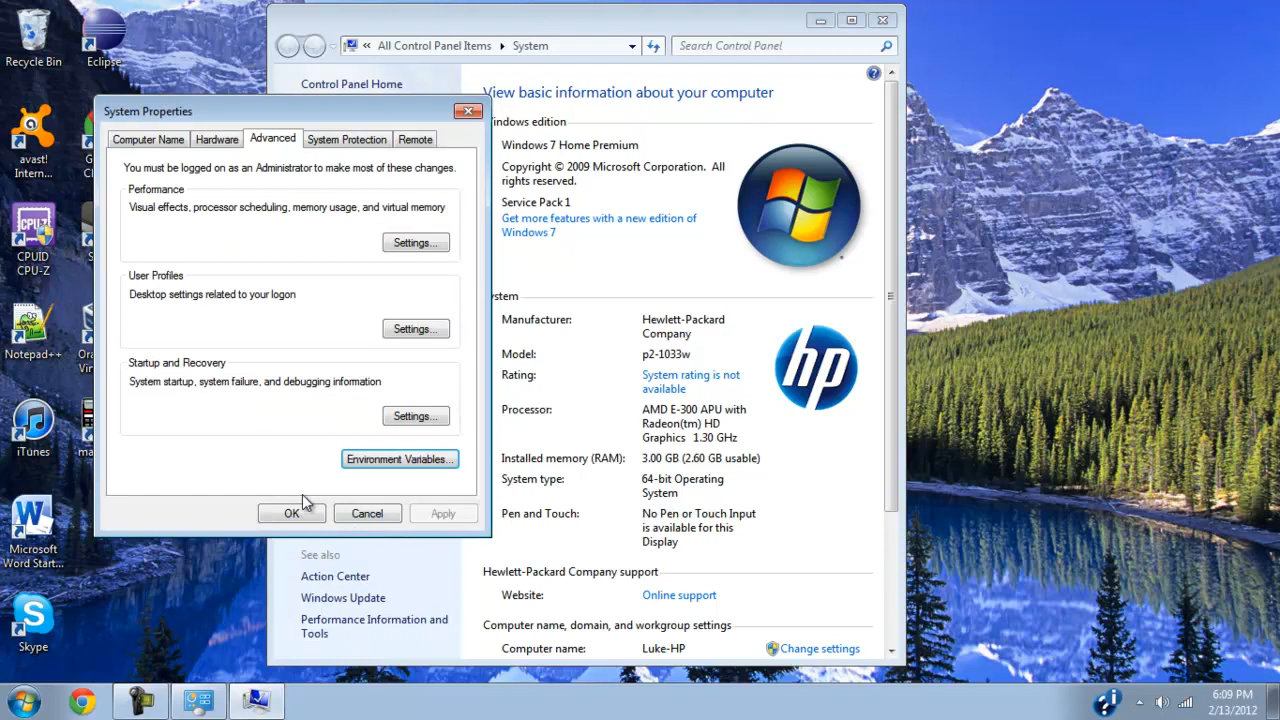 Recycle Bin
Eclipse
avast!
Intern...
CPUID
CPU-Z
Notepad++
iTunes
Microsoft
Word Start...
Skype
« All Control Panel Items System
Search Control Panel
Control Panel Home
System Properties
Computer Name
Hardware
Advanced
System Protection
Remote
You must be logged on as an Administrator to make most of these changes.
Performance
Visual effects, processor scheduling, memory usage, and virtual memory
Settings...
User Profiles
Desktop settings related to your logon
Settings...
Startup and Recovery
System startup, system failure, and debugging information
Settings...
Environment Variables...
OK
Cancel
Apply
See also
Action Center
Windows Update
Performance Information and
Tools
View basic information about your computer
indows edition
Windows 7 Home Premium
Copyright © 2009 Microsoft Corporation. All
rights reserved.
Service Pack 1
Get more features with a new edition of
Windows 7
ystem
Manufacturer: Hewlett-Packard
Company
Model: p2-1033w
Rating: System rating is not
available
Processor: AMD E-300 APU with
Radeon(tm) HD
Graphics 1.30 GHz
Installed memory (RAM): 3.00 GB (2.60 GB usable)
System type: 64-bit Operating
System
Pen and Touch: No Pen or Touch Input
is available for this
Display
hp
Hewlett-Packard Company support
Website: Online support
Computer name, domain, and workgroup settings
Computer name: Luke-HP
Change settings
6:09 PM
2/13/2012